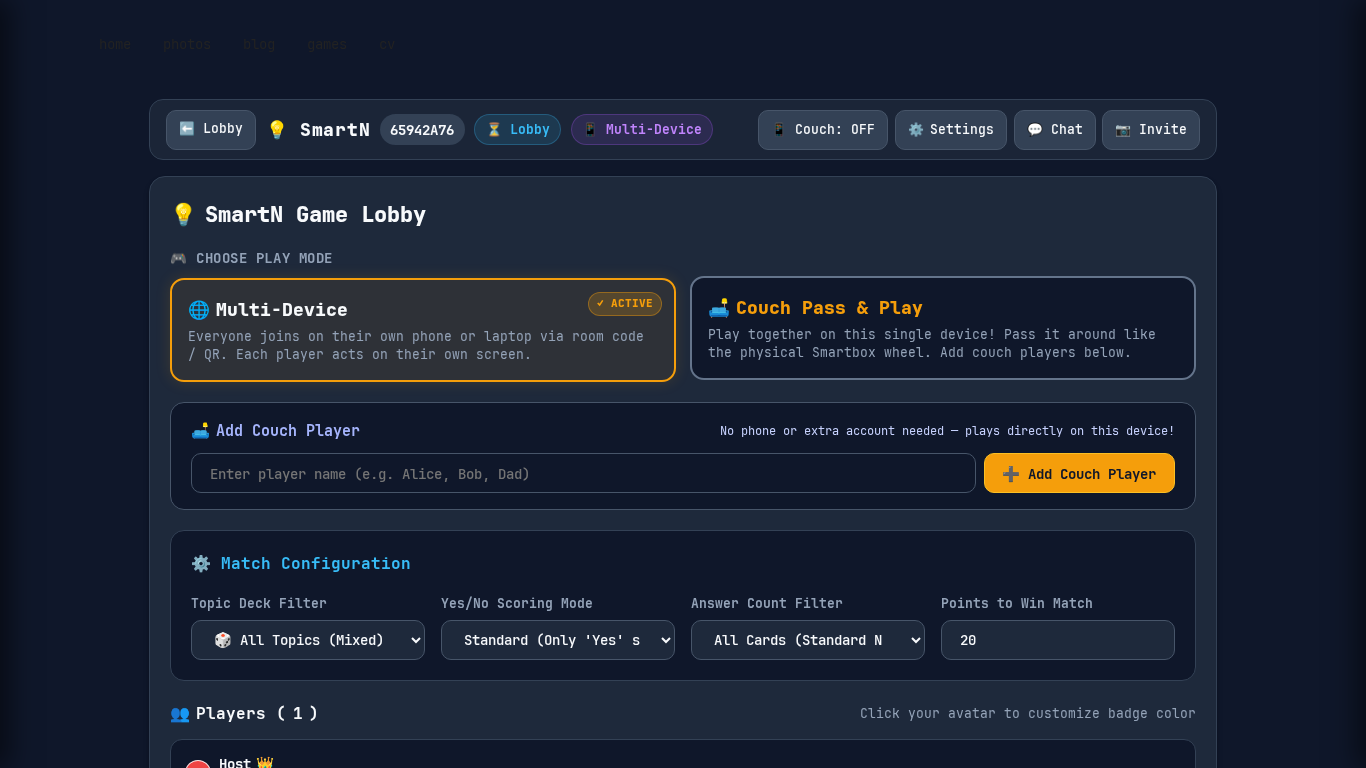 home photos blog games cv
Lobby SmartN 65942A76 Lobby Multi-Device Couch: OFF Settings Chat Invite
SmartN Game Lobby
CHOOSE PLAY MODE
Multi-Device ✓ ACTIVE
Everyone joins on their own phone or laptop via room code
/ QR. Each player acts on their own screen.
Couch Pass & Play
Play together on this single device! Pass it around like
the physical Smartbox wheel. Add couch players below.
Add Couch Player No phone or extra account needed — plays directly on this device!
Enter player name (e.g. Alice, Bob, Dad) ➕ Add Couch Player
Match Configuration
Topic Deck Filter Yes/No Scoring Mode Answer Count Filter Points to Win Match
All Topics (Mixed) Standard (Only 'Yes' s All Cards (Standard N 20
Players ( 1 ) Click your avatar to customize badge color
Host